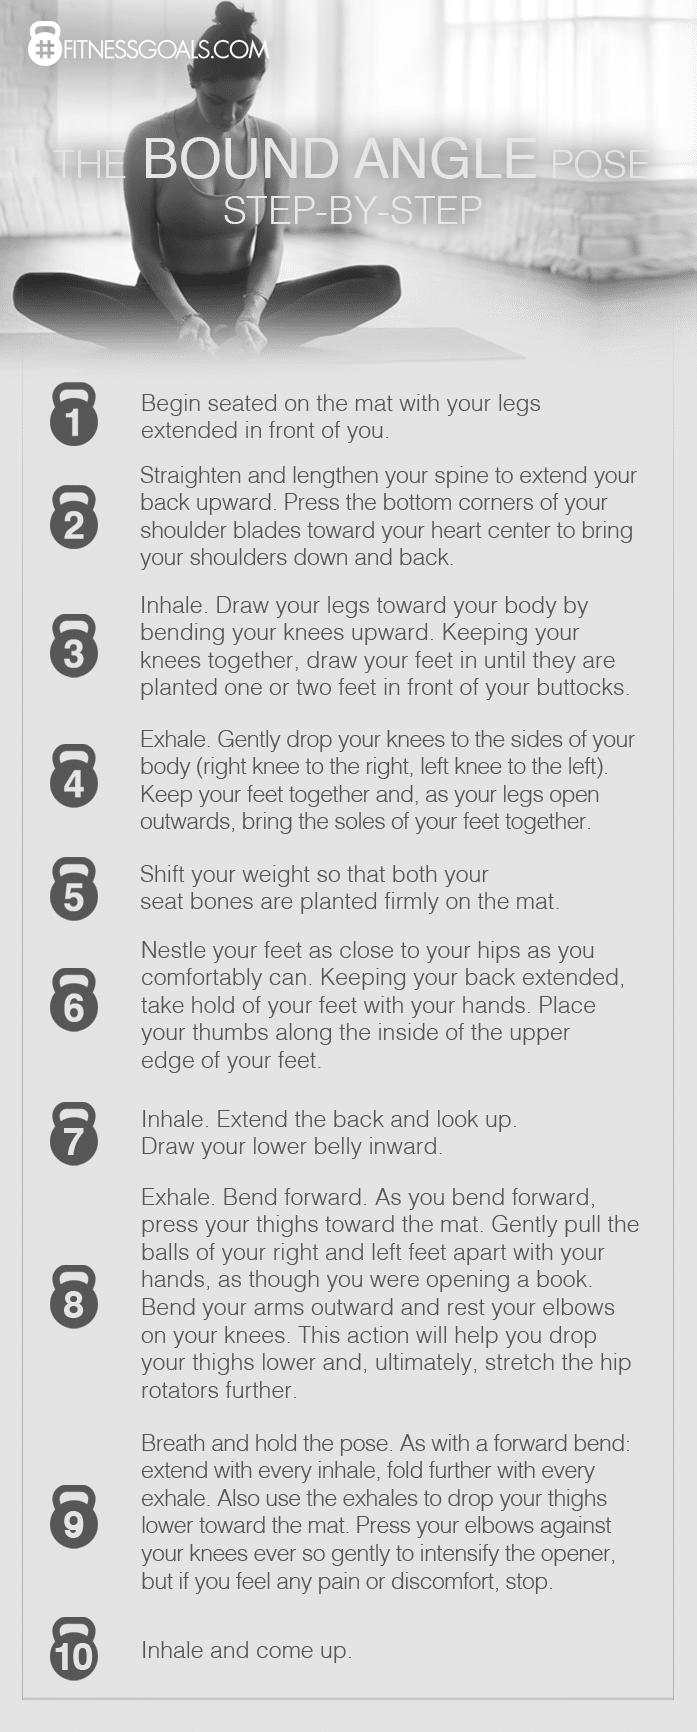 #FITNESSGOALS.COM
THE BOUND ANGLE POSE
STEP-BY-STEP
1
Begin seated on the mat with your legs
extended in front of you.
2
Straighten and lengthen your spine to extend your
back upward. Press the bottom corners of your
shoulder blades toward your heart center to bring
your shoulders down and back.
3
Inhale. Draw your legs toward your body by
bending your knees upward. Keeping your
knees together, draw your feet in until they are
planted one or two feet in front of your buttocks.
4
Exhale. Gently drop your knees to the sides of your
body (right knee to the right, left knee to the left).
Keep your feet together and, as your legs open
outwards, bring the soles of your feet together.
5
Shift your weight so that both your
seat bones are planted firmly on the mat.
6
Nestle your feet as close to your hips as you
comfortably can. Keeping your back extended,
take hold of your feet with your hands. Place
your thumbs along the inside of the upper
edge of your feet.
7
Inhale. Extend the back and look up.
Draw your lower belly inward.
8
Exhale. Bend forward. As you bend forward,
press your thighs toward the mat. Gently pull the
balls of your right and left feet apart with your
hands, as though you were opening a book.
Bend your arms outward and rest your elbows
on your knees. This action will help you drop
your thighs lower and, ultimately, stretch the hip
rotators further.
9
Breath and hold the pose. As with a forward bend:
extend with every inhale, fold further with every
exhale. Also use the exhales to drop your thighs
lower toward the mat. Press your elbows against
your knees ever so gently to intensify the opener,
but if you feel any pain or discomfort, stop.
10
Inhale and come up.